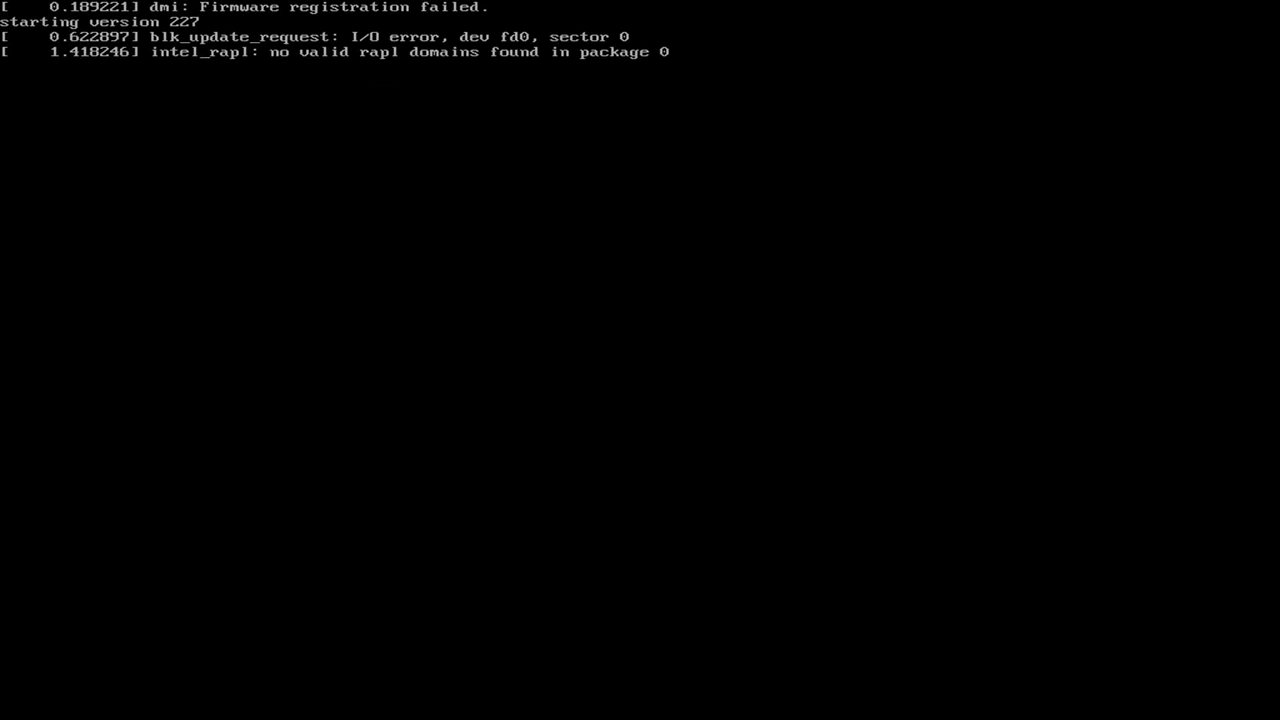 [    0.189221] dmi: Firmware registration failed.
starting version 227
[    0.622897] blk_update_request: I/O error, dev fd0, sector 0
[    1.418246] intel_rapl: no valid rapl domains found in package 0